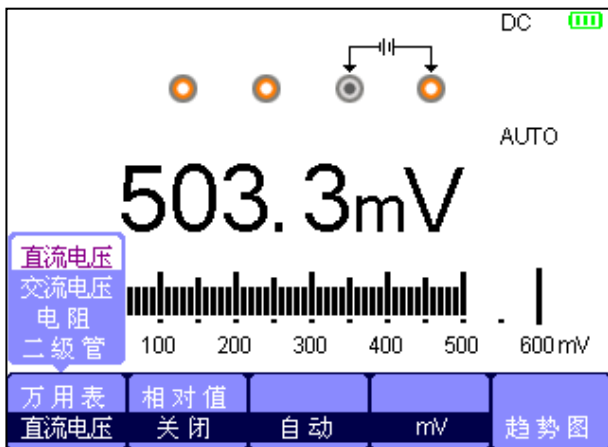 DC
AUTO
503.3mV
直流电压
交流电压
电阻
二级管
100 200 300 400 500 600 mV
万用表 相对值
直流电压 关闭 自动 mV 趋势图